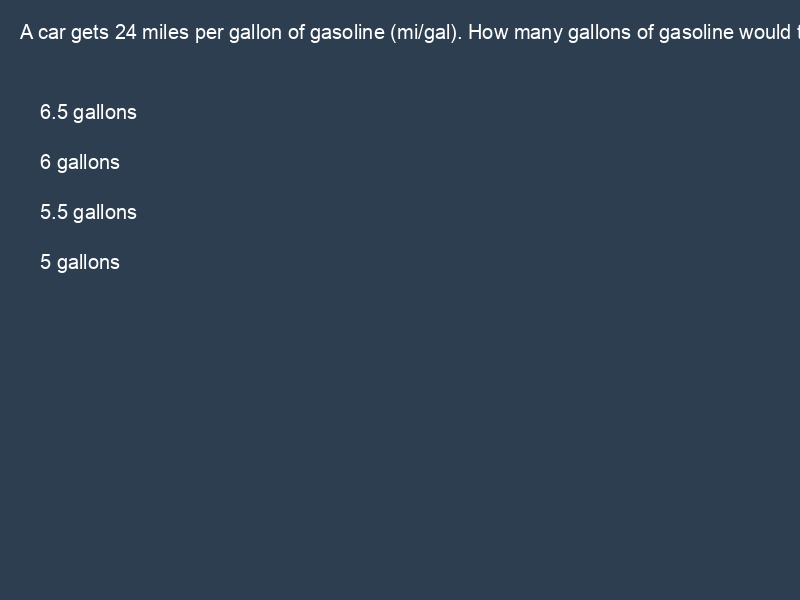 A car gets 24 miles per gallon of gasoline (mi/gal). How many gallons of gasoline would
6.5 gallons
6 gallons
5.5 gallons
5 gallons